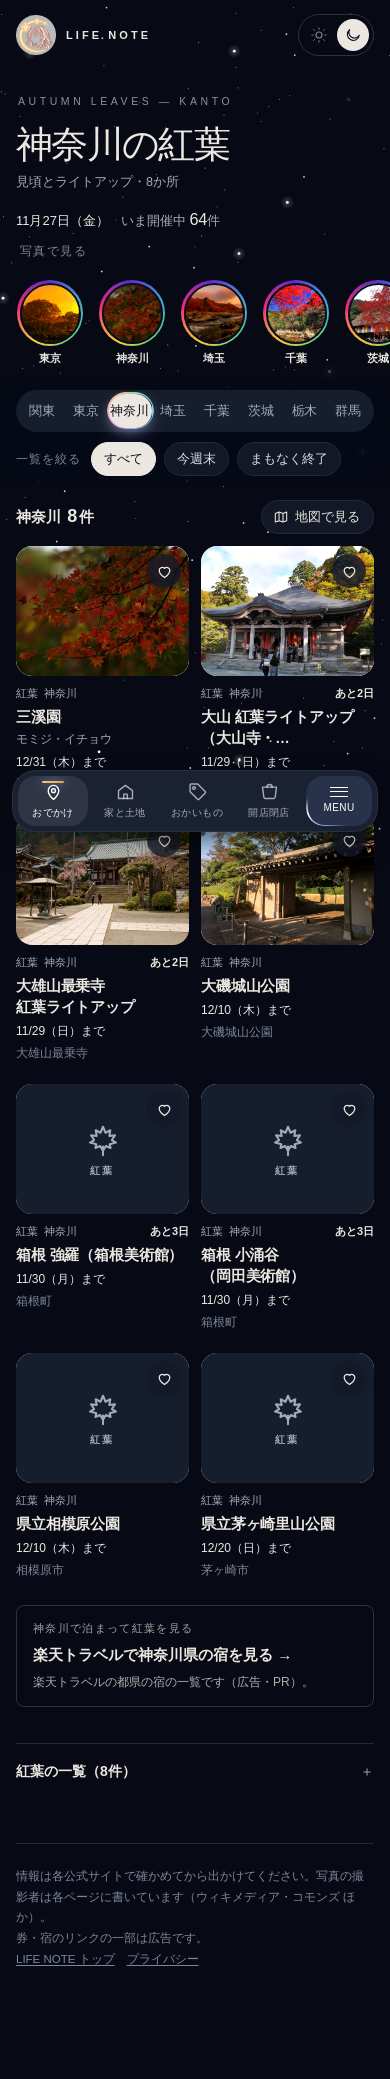 LIFE.NOTE
AUTUMN LEAVES — KANTO
神奈川の紅葉
見頃とライトアップ・8か所
11月27日（金） いま開催中 64件
写真で見る
東京 神奈川 埼玉 千葉 茨城
関東 東京 神奈川 埼玉 千葉 茨城 栃木 群馬
一覧を絞る すべて 今週末 まもなく終了
神奈川 8件 地図で見る
紅葉 神奈川
三溪園
モミジ・イチョウ
12/31（木）まで
紅葉 神奈川 あと2日
大山 紅葉ライトアップ
（大山寺・…
11/29（日）まで
おでかけ 家と土地 おかいもの 開店閉店 MENU
紅葉 神奈川 あと2日
大雄山最乗寺
紅葉ライトアップ
11/29（日）まで
大雄山最乗寺
紅葉 神奈川
大磯城山公園
12/10（木）まで
大磯城山公園
紅葉
紅葉 神奈川 あと3日
箱根 強羅（箱根美術館）
11/30（月）まで
箱根町
紅葉
紅葉 神奈川 あと3日
箱根 小涌谷
（岡田美術館）
11/30（月）まで
箱根町
紅葉
紅葉 神奈川
県立相模原公園
12/10（木）まで
相模原市
紅葉
紅葉 神奈川
県立茅ヶ崎里山公園
12/20（日）まで
茅ヶ崎市
神奈川で泊まって紅葉を見る
楽天トラベルで神奈川県の宿を見る →
楽天トラベルの都県の宿の一覧です（広告・PR）。
紅葉の一覧（8件） +
情報は各公式サイトで確かめてから出かけてください。写真の撮
影者は各ページに書いています（ウィキメディア・コモンズ ほ
か）。
券・宿のリンクの一部は広告です。
LIFE NOTE トップ プライバシー